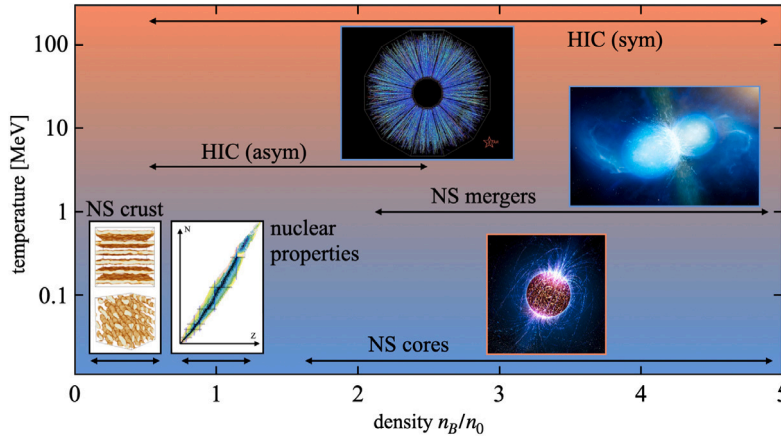 100
HIC (sym)
temperature [MeV]
10
HIC (asym)
1
NS mergers
NS crust
nuclear
properties
N
Z
0.1
NS cores
0 1 2 3 4 5
density n_B/n_0